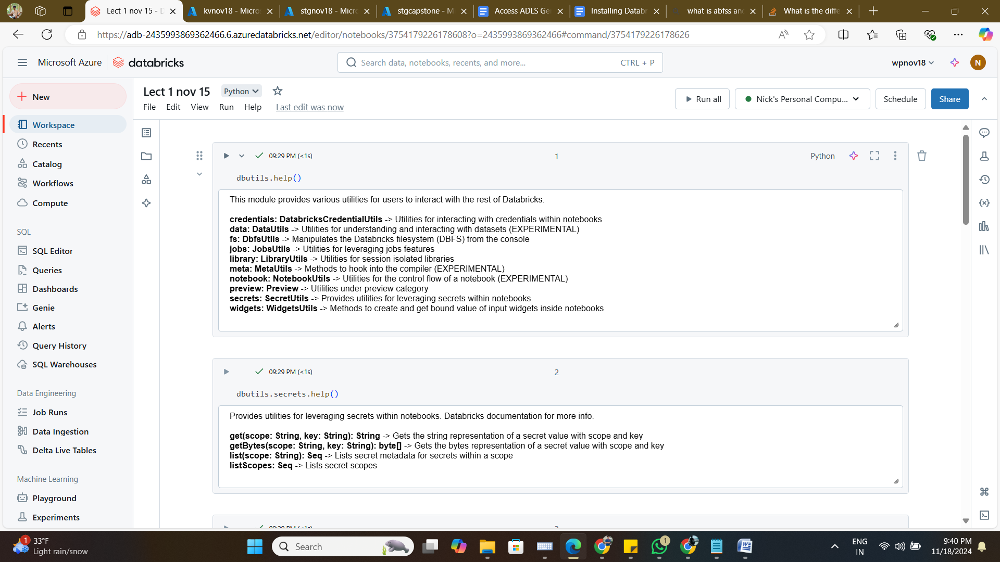 Lect 1 nov 15 - D
kvnov18 - Micros
stgnov18 - Micro
stgcapstone - Mi
Access ADLS Ge
Installing Datab
what is abfss an
What is the diffe
https://adb-2435993869362466.6.azuredatabricks.net/editor/notebooks/3754179226178608?o=2435993869362466#command/3754179226178626
Microsoft Azure
databricks
Search data, notebooks, recents, and more...
CTRL + P
wpnov18
N
New
Workspace
Recents
Catalog
Workflows
Compute
SQL
SQL Editor
Queries
Dashboards
Genie
Alerts
Query History
SQL Warehouses
Data Engineering
Job Runs
Data Ingestion
Delta Live Tables
Machine Learning
Playground
Experiments
Lect 1 nov 15
Python
File Edit View Run Help Last edit was now
Run all
Nick's Personal Compu...
Schedule
Share
09:29 PM (<1s)
1
Python
dbutils.help()
This module provides various utilities for users to interact with the rest of Databricks.
credentials: DatabricksCredentialUtils -> Utilities for interacting with credentials within notebooks
data: DataUtils -> Utilities for understanding and interacting with datasets (EXPERIMENTAL)
fs: DbfsUtils -> Manipulates the Databricks filesystem (DBFS) from the console
jobs: JobsUtils -> Utilities for leveraging jobs features
library: LibraryUtils -> Utilities for session isolated libraries
meta: MetaUtils -> Methods to hook into the compiler (EXPERIMENTAL)
notebook: NotebookUtils -> Utilities for the control flow of a notebook (EXPERIMENTAL)
preview: Preview -> Utilities under preview category
secrets: SecretUtils -> Provides utilities for leveraging secrets within notebooks
widgets: WidgetsUtils -> Methods to create and get bound value of input widgets inside notebooks
09:29 PM (<1s)
2
dbutils.secrets.help()
Provides utilities for leveraging secrets within notebooks. Databricks documentation for more info.
get(scope: String, key: String): String -> Gets the string representation of a secret value with scope and key
getBytes(scope: String, key: String): byte[] -> Gets the bytes representation of a secret value with scope and key
list(scope: String): Seq -> Lists secret metadata for secrets within a scope
listScopes: Seq -> Lists secret scopes
1
33°F
Light rain/snow
Search
1
ENG
IN
9:40 PM
11/18/2024